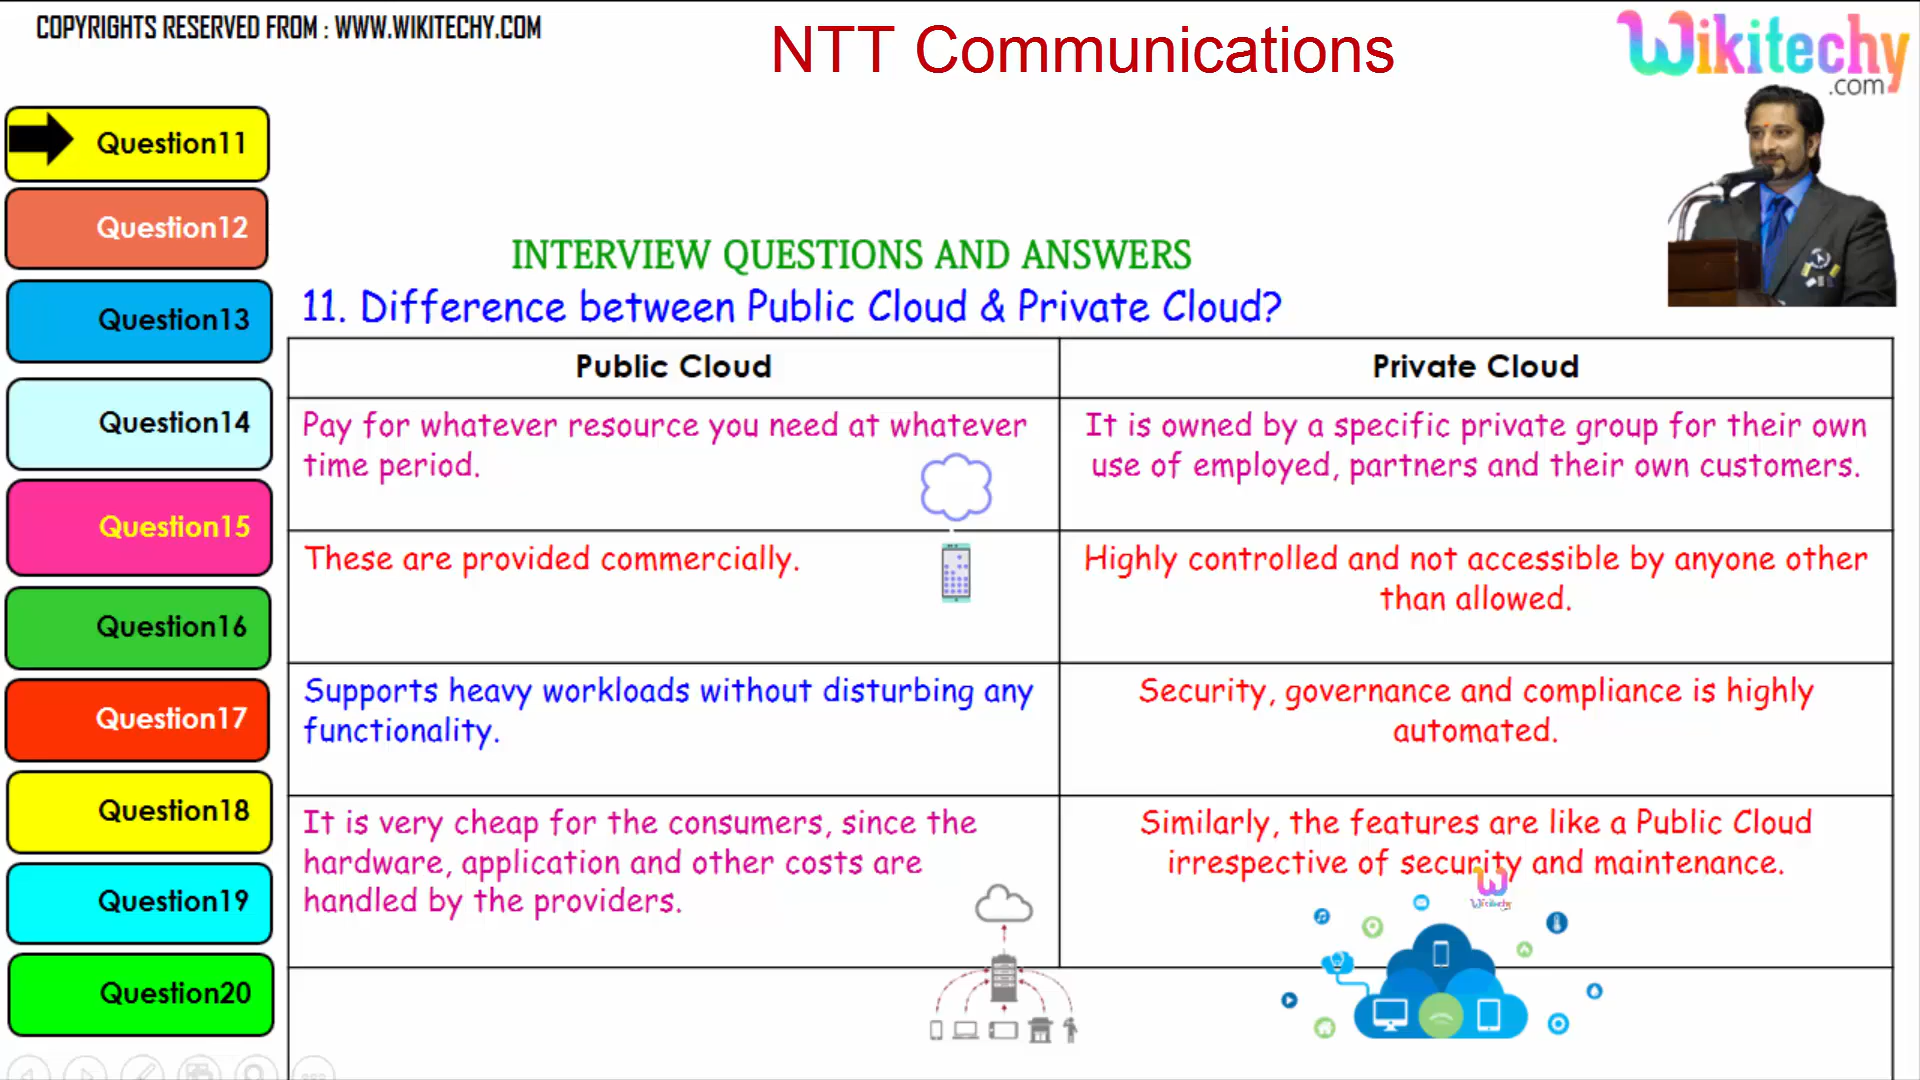 COPYRIGHTS RESERVED FROM : WWW.WIKITECHY.COM
NTT Communications
Wikitechy
.com
Question11
Question12
Question13
Question14
Question15
Question16
Question17
Question18
Question19
Question20
INTERVIEW QUESTIONS AND ANSWERS
11. Difference between Public Cloud & Private Cloud?
Public Cloud
Private Cloud
Pay for whatever resource you need at whatever
time period.
It is owned by a specific private group for their own
use of employed, partners and their own customers.
These are provided commercially.
Highly controlled and not accessible by anyone other
than allowed.
Supports heavy workloads without disturbing any
functionality.
Security, governance and compliance is highly
automated.
It is very cheap for the consumers, since the
hardware, application and other costs are
handled by the providers.
Similarly, the features are like a Public Cloud
irrespective of security and maintenance.
Wikitechy